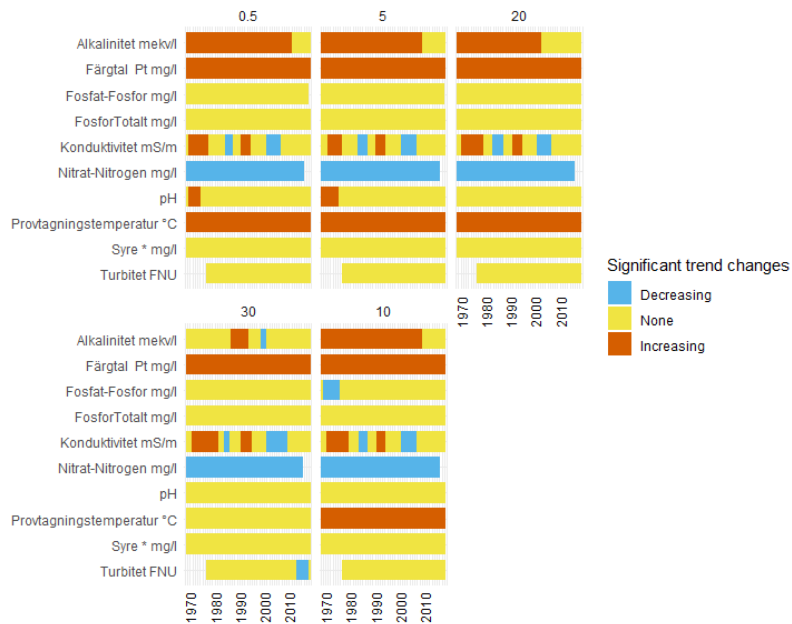 0.5 5 20
Alkalinitet mekv/l
Färgtal Pt mg/l
Fosfat-Fosfor mg/l
FosforTotalt mg/l
Konduktivitet mS/m
Nitrat-Nitrogen mg/l
pH
Provtagningstemperatur °C
Syre * mg/l
Turbitet FNU
1970 1980 1990 2000 2010
30 10
Alkalinitet mekv/l
Färgtal Pt mg/l
Fosfat-Fosfor mg/l
FosforTotalt mg/l
Konduktivitet mS/m
Nitrat-Nitrogen mg/l
pH
Provtagningstemperatur °C
Syre * mg/l
Turbitet FNU
1970 1980 1990 2000 2010 1970 1980 1990 2000 2010
Significant trend changes
Decreasing
None
Increasing